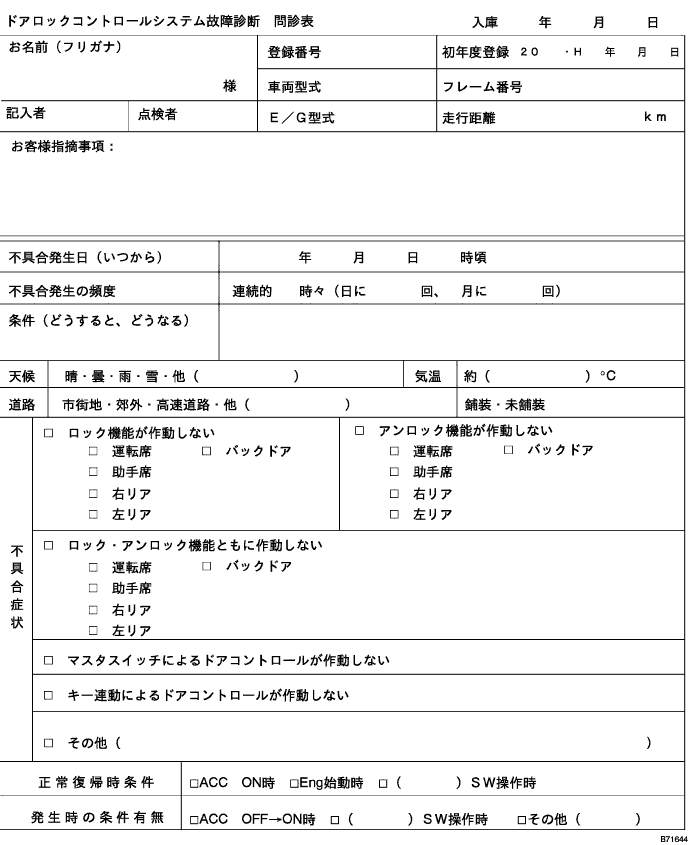 ドアロックコントロールシステム故障診断　問診表　入庫　年　月　日
お名前（フリガナ）　登録番号　初年度登録　２０　・Ｈ　年　月　日
様　車両型式　フレーム番号
記入者　点検者　Ｅ／Ｇ型式　走行距離　ｋｍ
お客様指摘事項：
不具合発生日（いつから）　年　月　日　時頃
不具合発生の頻度　連続的　時々（日に　回、　月に　回）
条件（どうすると、どうなる）
天候　晴・曇・雨・雪・他（　）　気温　約（　）℃
道路　市街地・郊外・高速道路・他（　）　舗装・未舗装
不具合症状
□　ロック機能が作動しない
□　運転席　□　バックドア
□　助手席
□　右リア
□　左リア
□　アンロック機能が作動しない
□　運転席　□　バックドア
□　助手席
□　右リア
□　左リア
□　ロック・アンロック機能ともに作動しない
□　運転席　□　バックドア
□　助手席
□　右リア
□　左リア
□　マスタスイッチによるドアコントロールが作動しない
□　キー連動によるドアコントロールが作動しない
□　その他（　）
正常復帰時条件　□ACC　ON時　□Eng始動時　□（　）ＳＷ操作時
発生時の条件有無　□ACC　OFF→ON時　□（　）ＳＷ操作時　□その他（　）
B71644